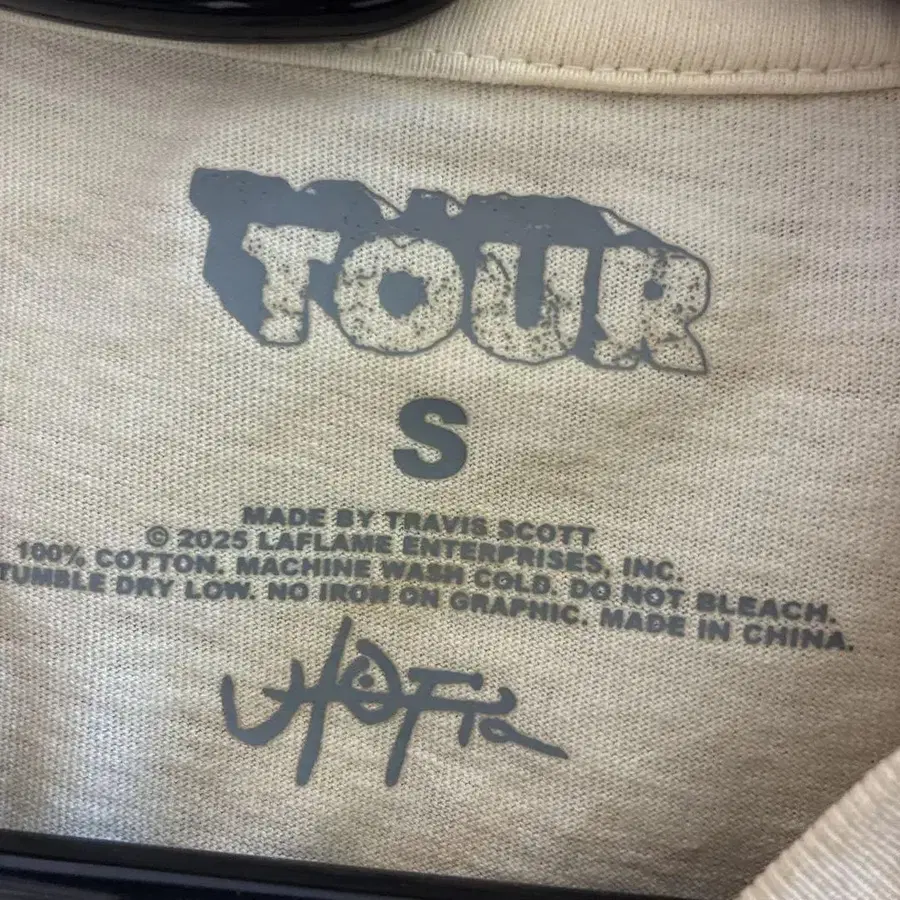 TOUR
S
MADE BY TRAVIS SCOTT
© 2025 LAFLAME ENTERPRISES, INC.
100% COTTON. MACHINE WASH COLD. DO NOT BLEACH.
TUMBLE DRY LOW. NO IRON ON GRAPHIC. MADE IN CHINA.